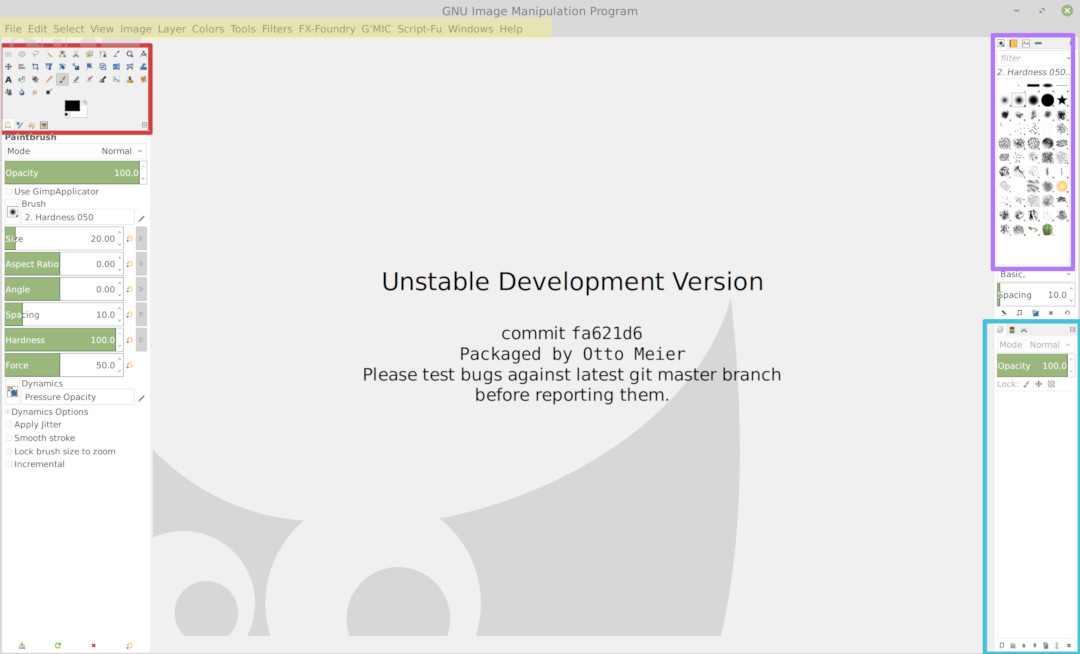 GNU Image Manipulation Program
File Edit Select View Image Layer Colors Tools Filters FX-Foundry G'MIC Script-Fu Windows Help
Paintbrush
Mode Normal
Opacity 100.0
Use GimpApplicator
Brush
2. Hardness 050
Size 20.00
Aspect Ratio 0.00
Angle 0.00
Spacing 10.0
Hardness 100.0
Force 50.0
Dynamics
Pressure Opacity
Dynamics Options
Apply Jitter
Smooth stroke
Lock brush size to zoom
Incremental
Unstable Development Version
commit fa621d6
Packaged by Otto Meier
Please test bugs against latest git master branch
before reporting them.
filter
2. Hardness 050...
Basic,
Spacing 10.0
Mode Normal
Opacity 100.0
Lock: